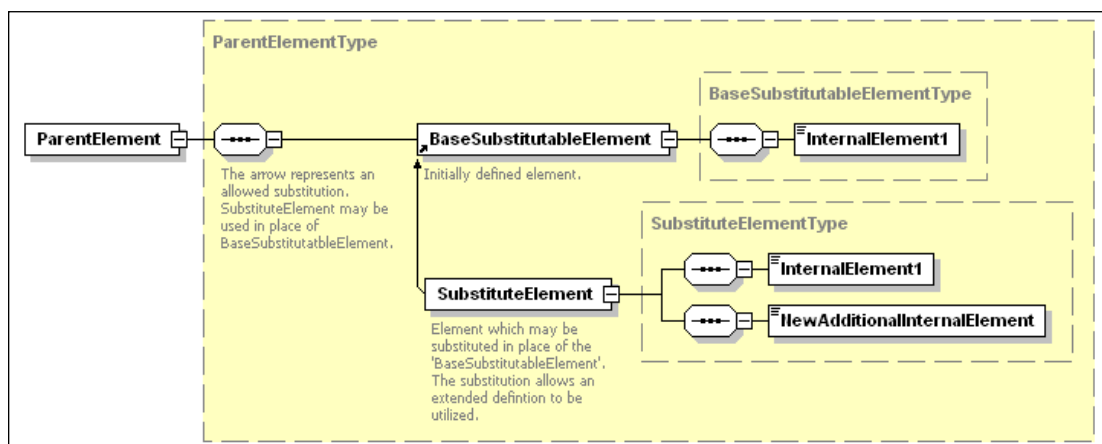 ParentElementType
BaseSubstitutableElementType
ParentElement
BaseSubstitutableElement
InternalElement1
The arrow represents an
allowed substitution.
SubstituteElement may be
used in place of
BaseSubstitutatbleElement.
Initially defined element.
SubstituteElementType
InternalElement1
SubstituteElement
NewAdditionalInternalElement
Element which may be
substituted in place of the
'BaseSubstitutableElement'.
The substitution allows an
extended defintion to be
utilized.